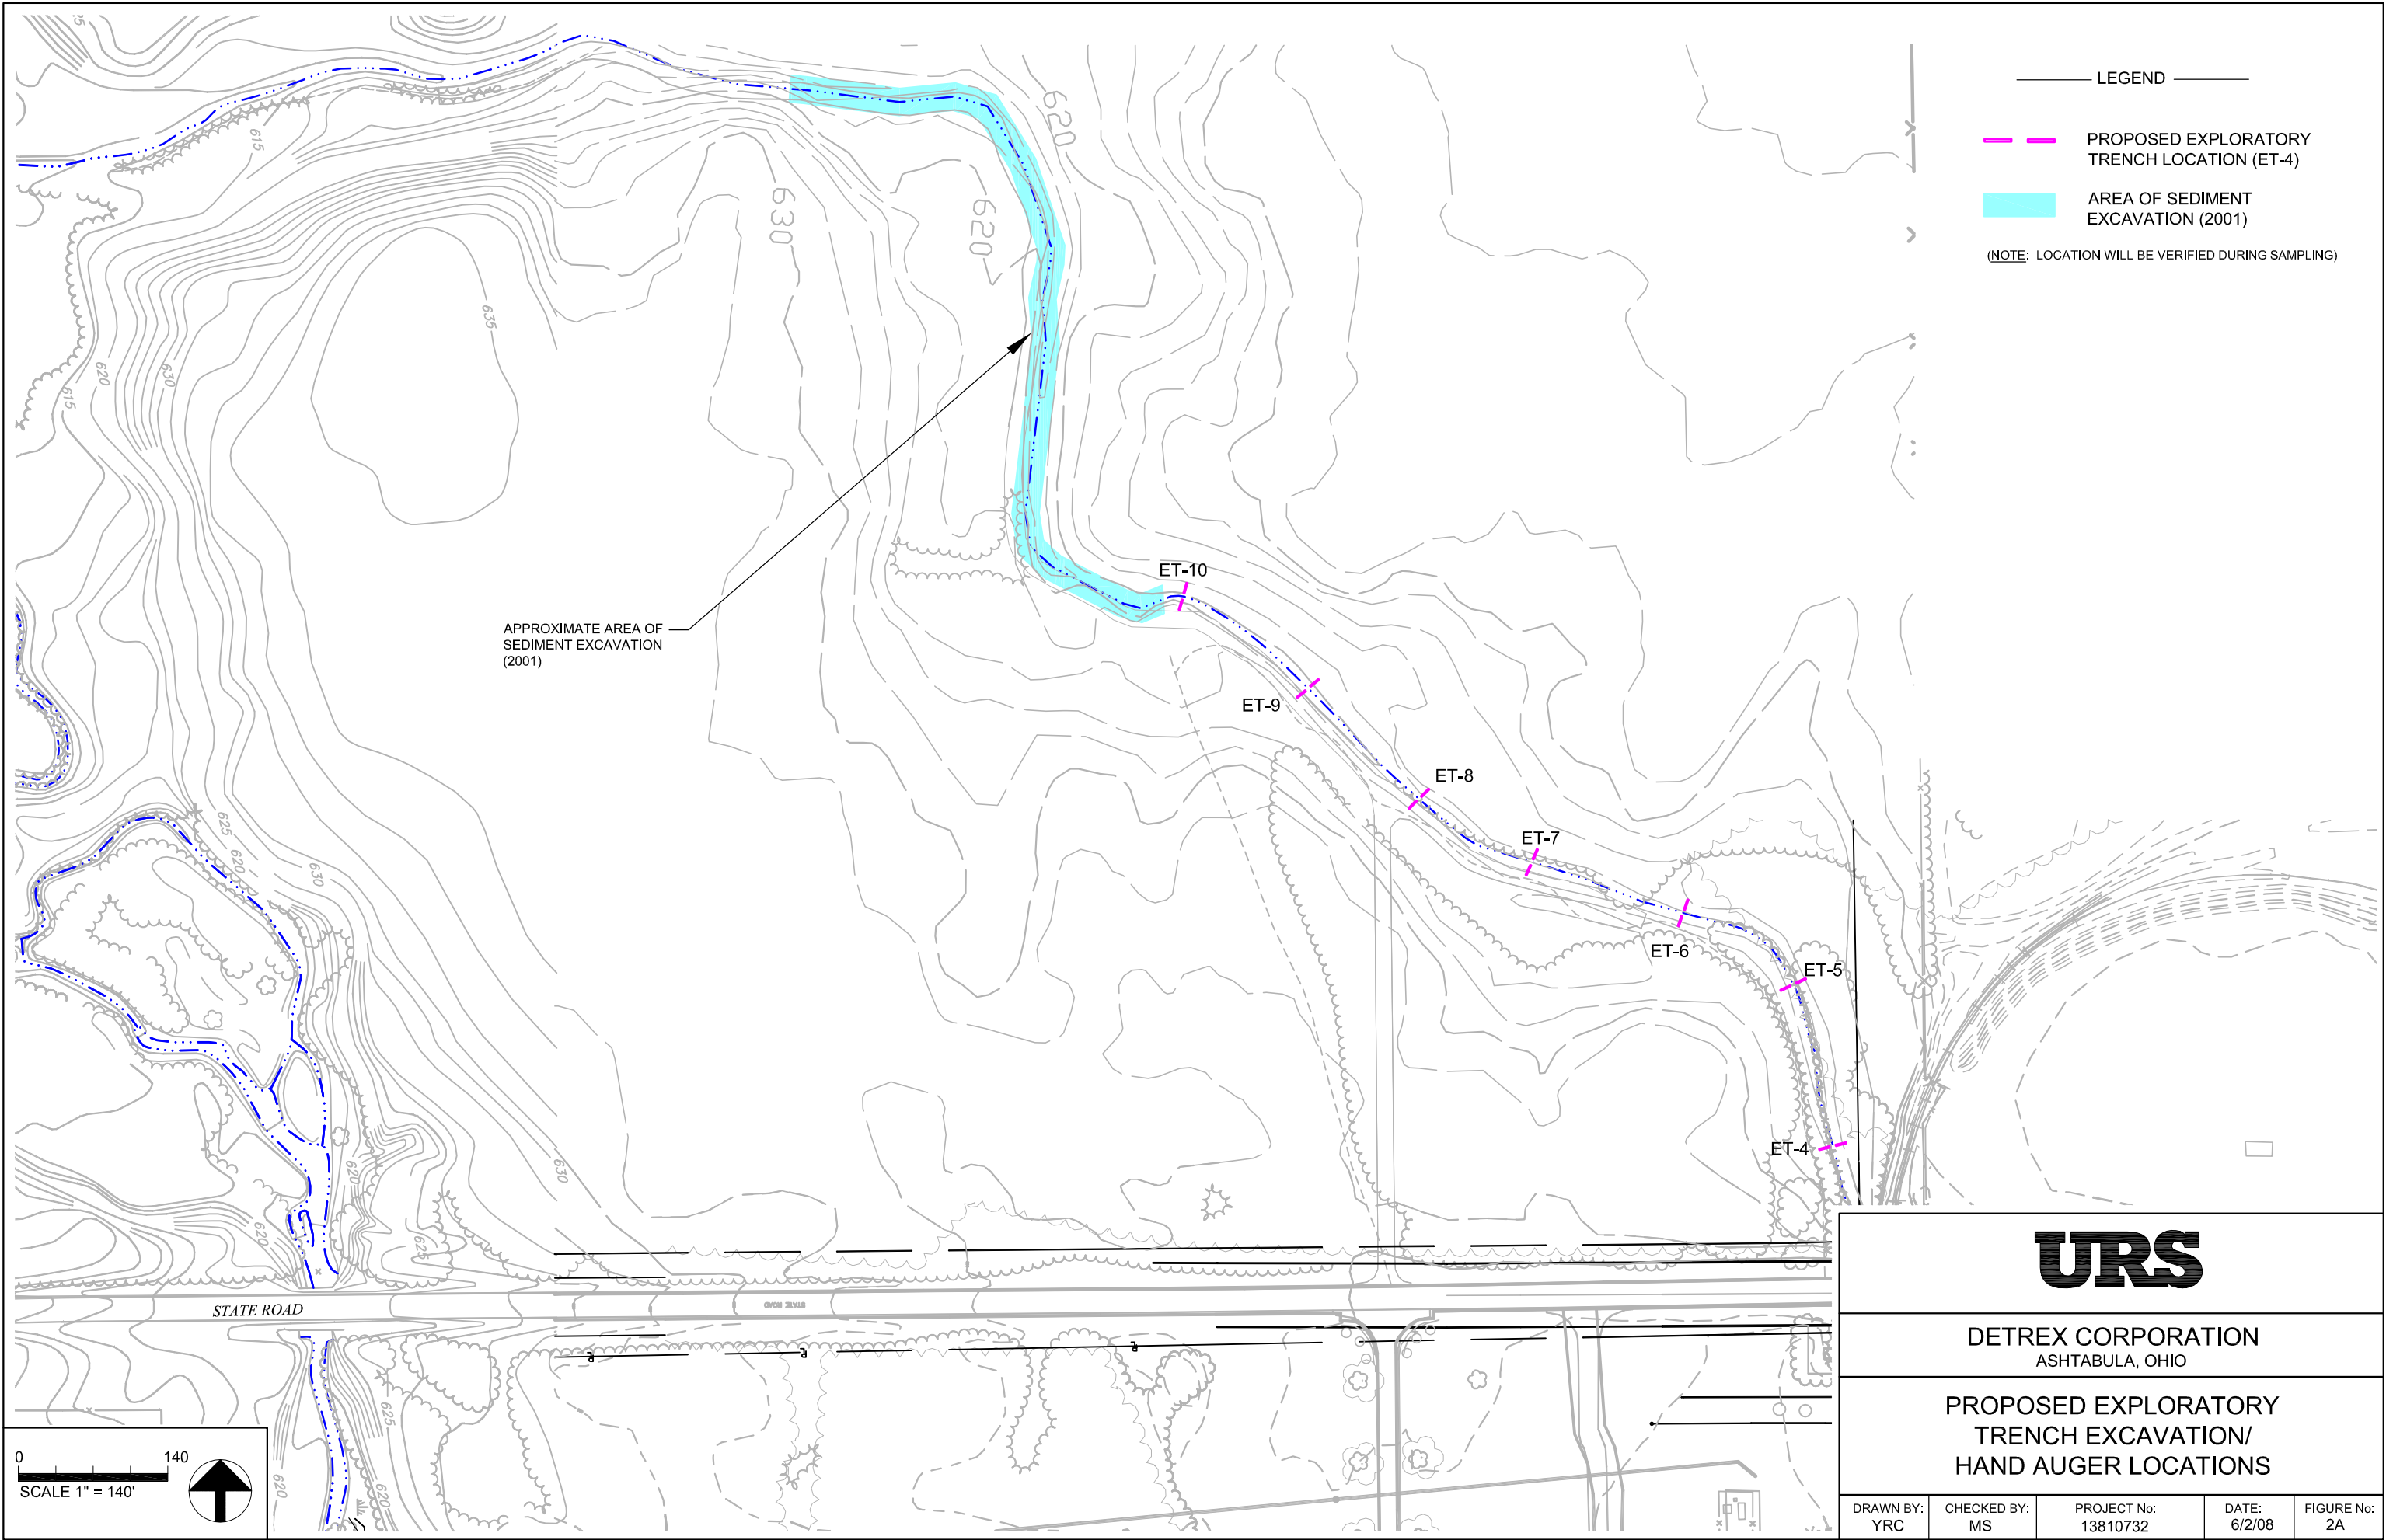 LEGEND
PROPOSED EXPLORATORY
TRENCH LOCATION (ET-4)
AREA OF SEDIMENT
EXCAVATION (2001)
(NOTE: LOCATION WILL BE VERIFIED DURING SAMPLING)
615
620
630
620
635
630
620
615
APPROXIMATE AREA OF
SEDIMENT EXCAVATION
(2001)
ET-10
ET-9
ET-8
ET-7
ET-6
ET-5
ET-4
625
620
630
620
630
620
625
STATE ROAD
STATE ROAD
625
620
620
0 140
SCALE 1" = 140'
URS
DETREX CORPORATION
ASHTABULA, OHIO
PROPOSED EXPLORATORY
TRENCH EXCAVATION/
HAND AUGER LOCATIONS
DRAWN BY:
YRC
CHECKED BY:
MS
PROJECT No:
13810732
DATE:
6/2/08
FIGURE No:
2A